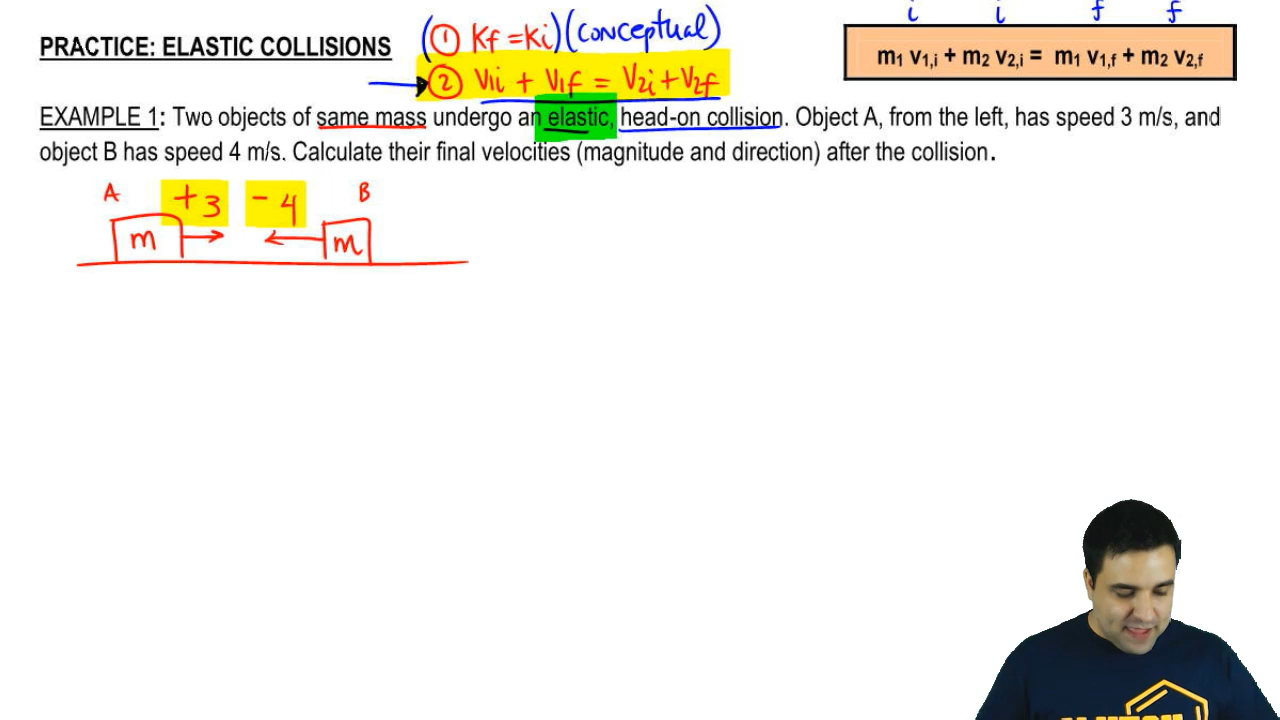 i i f f
PRACTICE: ELASTIC COLLISIONS (① Kf = Ki) (conceptual)
m₁ v₁,ᵢ + m₂ v₂,ᵢ = m₁ v₁,f + m₂ v₂,f
② V1i + V1f = V2i + V2f
EXAMPLE 1: Two objects of same mass undergo an elastic, head-on collision. Object A, from the left, has speed 3 m/s, and
object B has speed 4 m/s. Calculate their final velocities (magnitude and direction) after the collision.
A +3 -4 B
m m